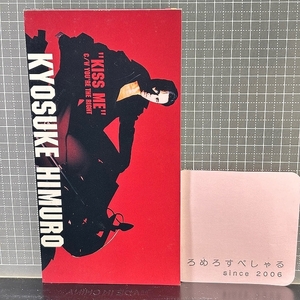 "KISS ME"
C/W YOU'RE THE RIGHT
KYOSUKE HIMURO
ろめろすぺしゃる
since 2006